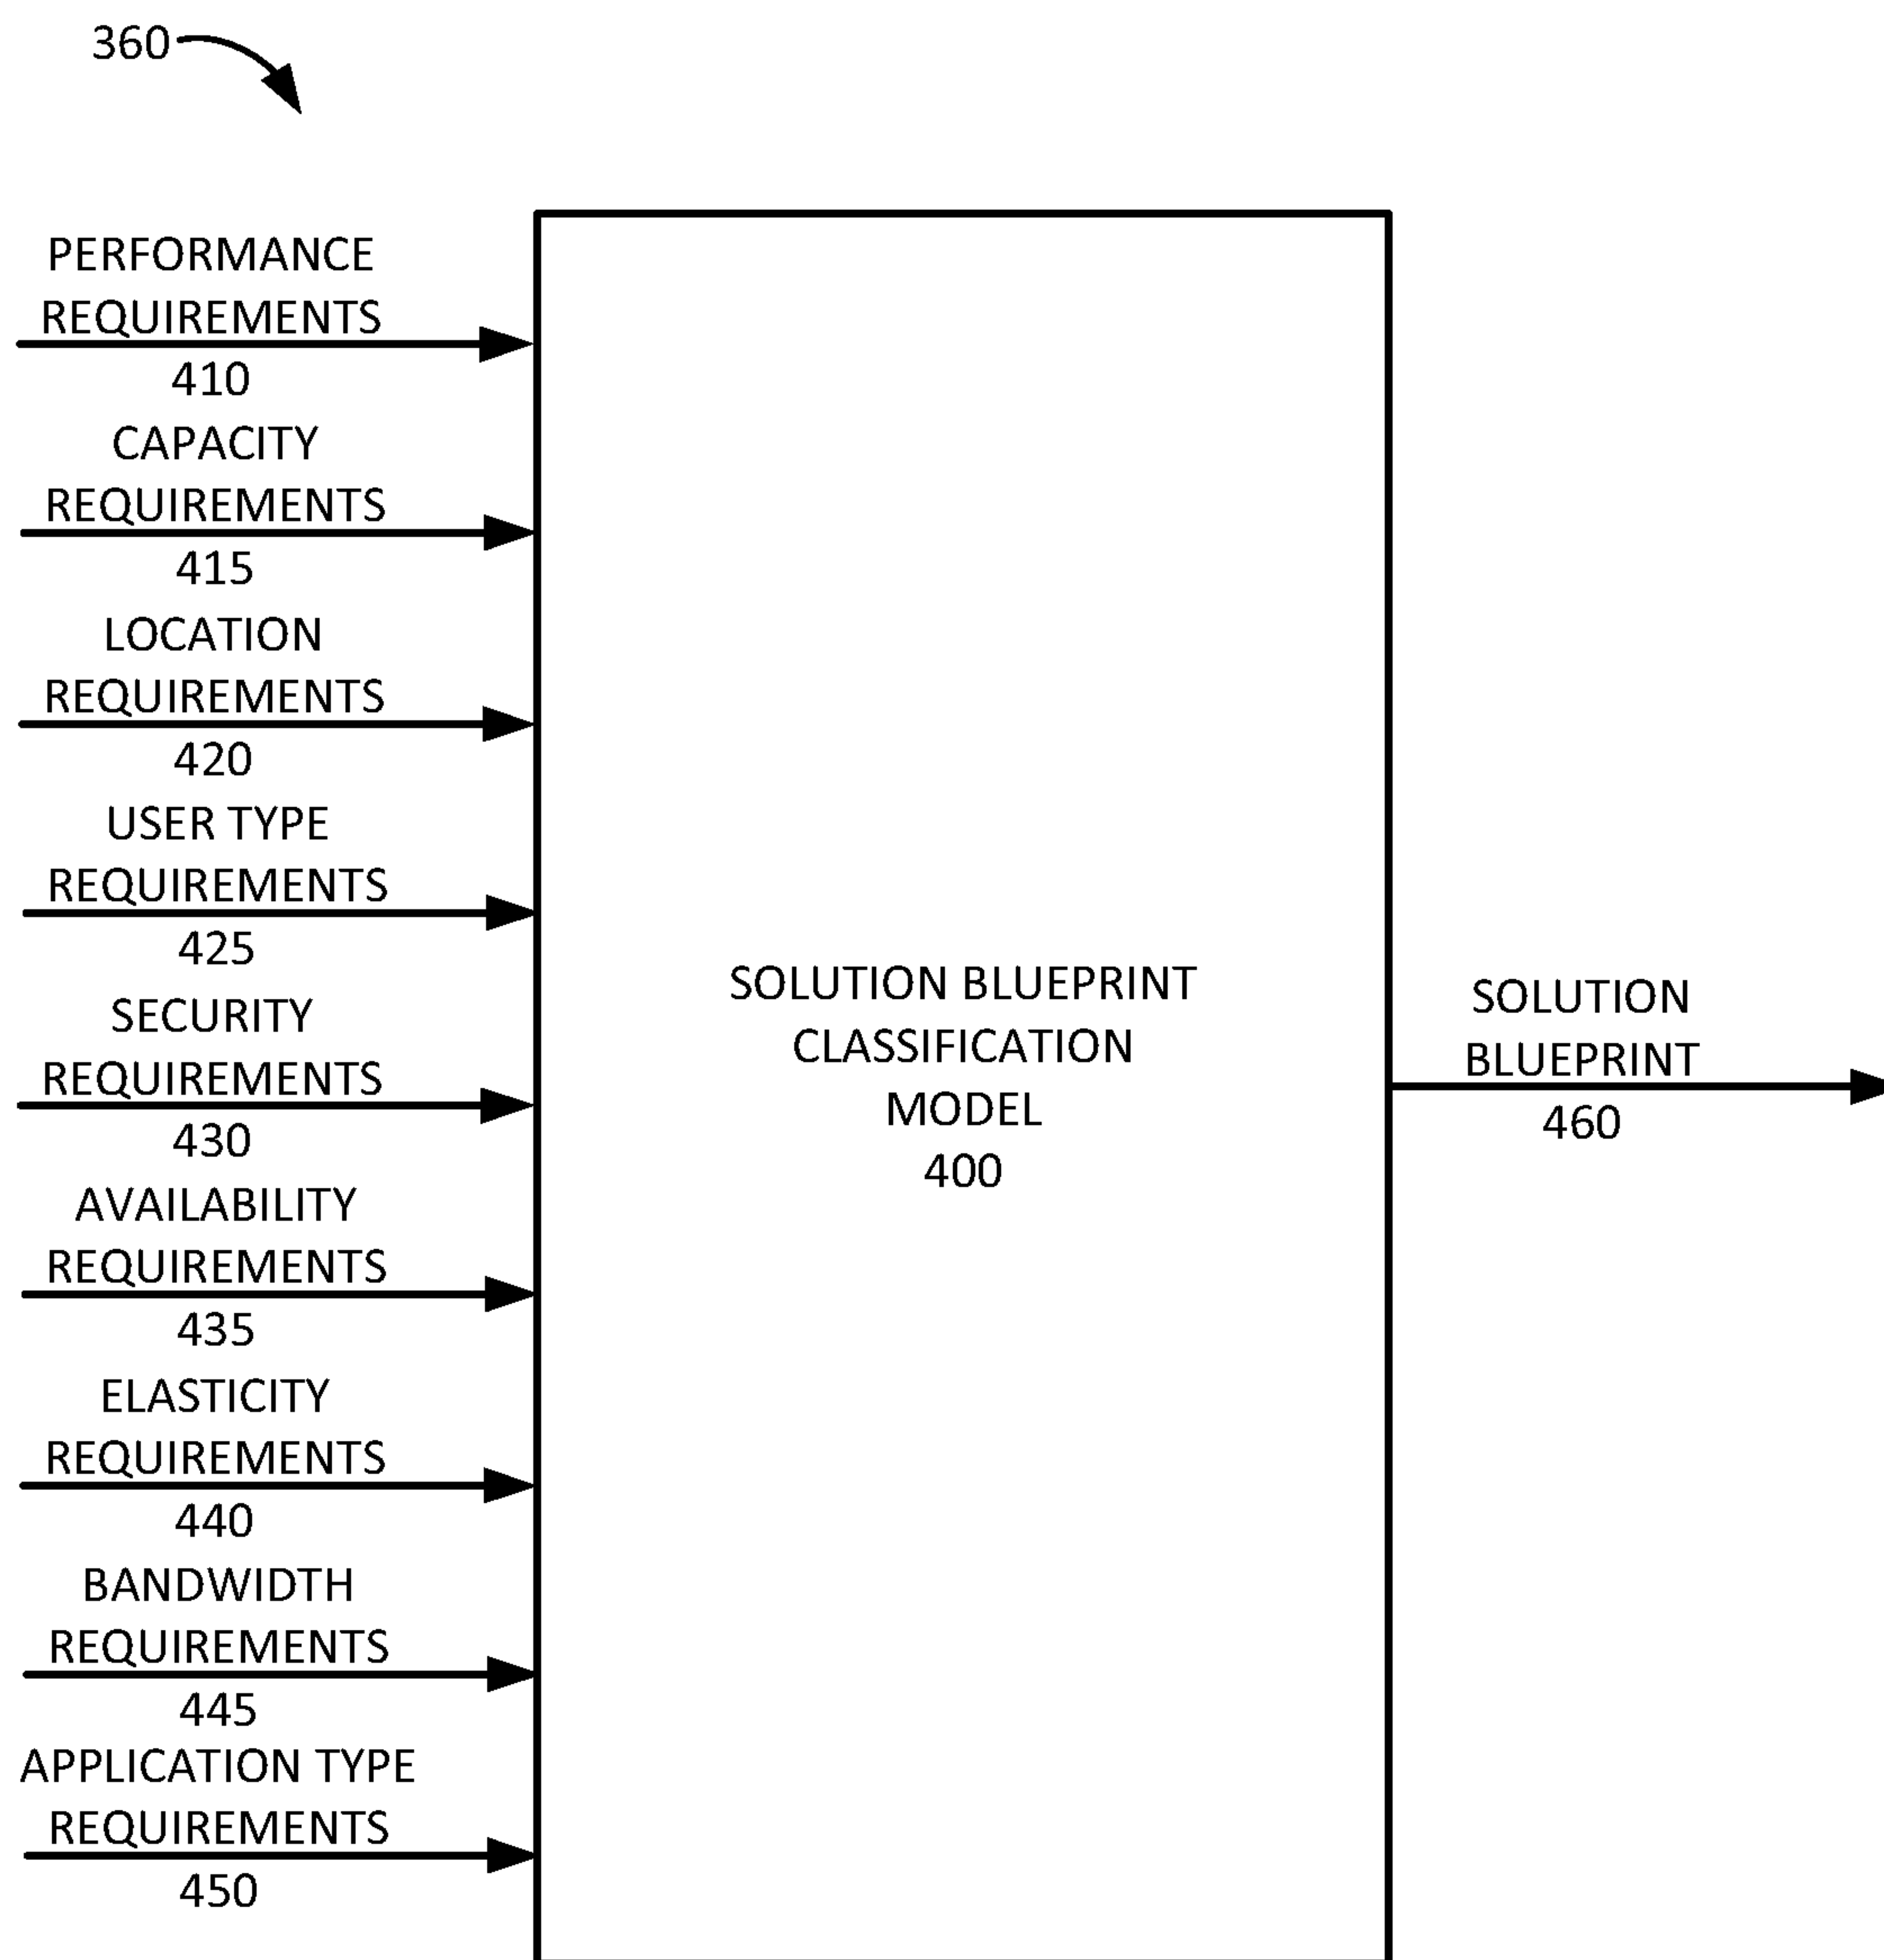 360
PERFORMANCE
REQUIREMENTS
410
CAPACITY
REQUIREMENTS
415
LOCATION
REQUIREMENTS
420
USER TYPE
REQUIREMENTS
425
SECURITY
REQUIREMENTS
430
AVAILABILITY
REQUIREMENTS
435
ELASTICITY
REQUIREMENTS
440
BANDWIDTH
REQUIREMENTS
445
APPLICATION TYPE
REQUIREMENTS
450
SOLUTION BLUEPRINT
CLASSIFICATION
MODEL
400
SOLUTION
BLUEPRINT
460